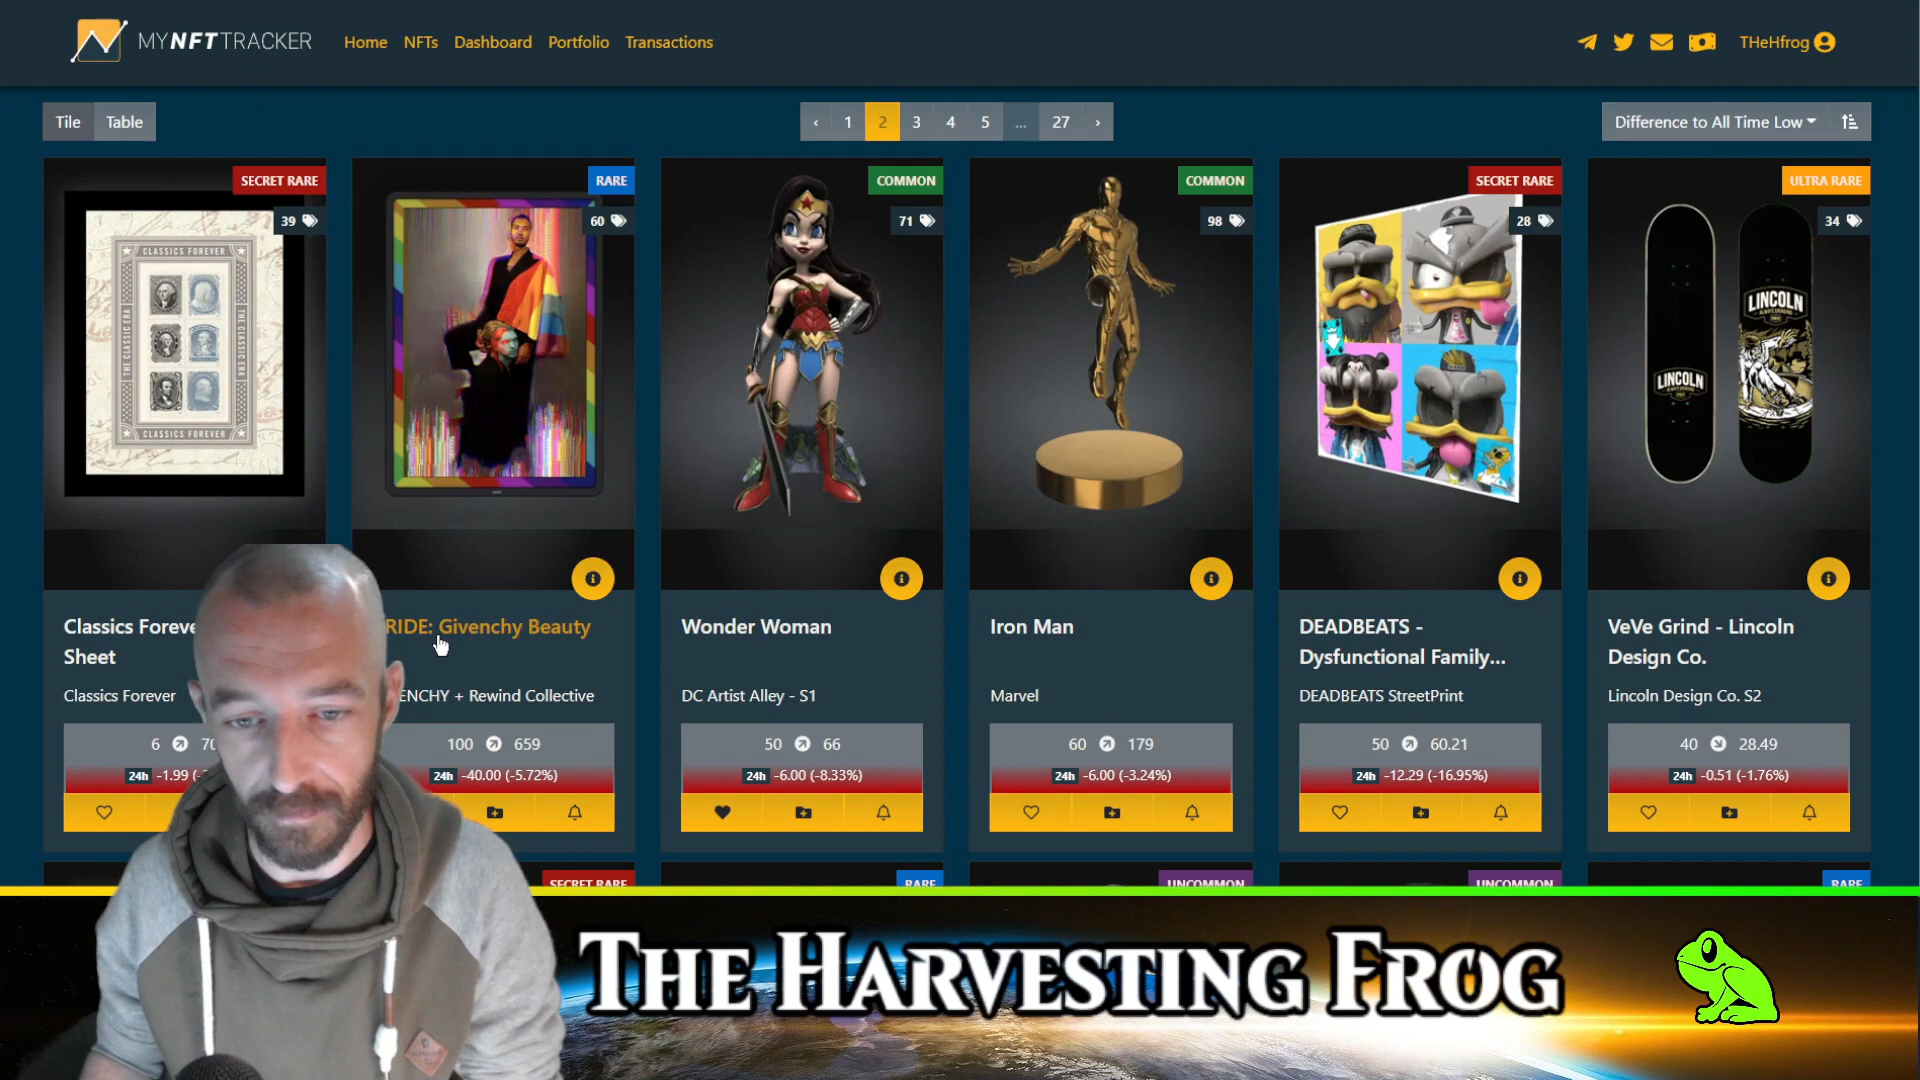 MYNFTTRACKER Home NFTs Dashboard Portfolio Transactions THeHfrog
Tile Table
‹ 1 2 3 4 5 ... 27 ›
Difference to All Time Low
SECRET RARE
39
CLASSICS FOREVER
THE CLASSIC ERA
THE CLASSIC ERA
CLASSICS FOREVER
RARE
60
COMMON
71
COMMON
98
SECRET RARE
28
ULTRA RARE
34
LINCOLN
LINCOLN
Sheet
Classics Forever
6
24h -1.99
RIDE: Givenchy Beauty
ENCHY + Rewind Collective
100 659
24h -40.00 (-5.72%)
Wonder Woman
DC Artist Alley - S1
50 66
24h -6.00 (-8.33%)
Iron Man
Marvel
60 179
24h -6.00 (-3.24%)
DEADBEATS -
Dysfunctional Family...
DEADBEATS StreetPrint
50 60.21
24h -12.29 (-16.95%)
VeVe Grind - Lincoln
Design Co.
Lincoln Design Co. S2
40 28.49
24h -0.51 (-1.76%)
SECRET RARE
RARE
UNCOMMON
UNCOMMON
RARE
THE HARVESTING FROG